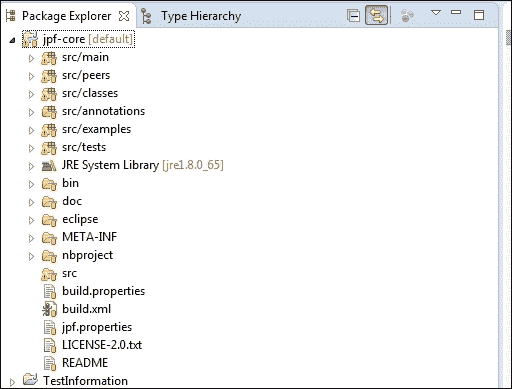 Package Explorer Type Hierarchy
jpf-core [default]
src/main
src/peers
src/classes
src/annotations
src/examples
src/tests
JRE System Library [jre1.8.0_65]
bin
doc
eclipse
META-INF
nbproject
src
build.properties
build.xml
jpf.properties
LICENSE-2.0.txt
README
TestInformation